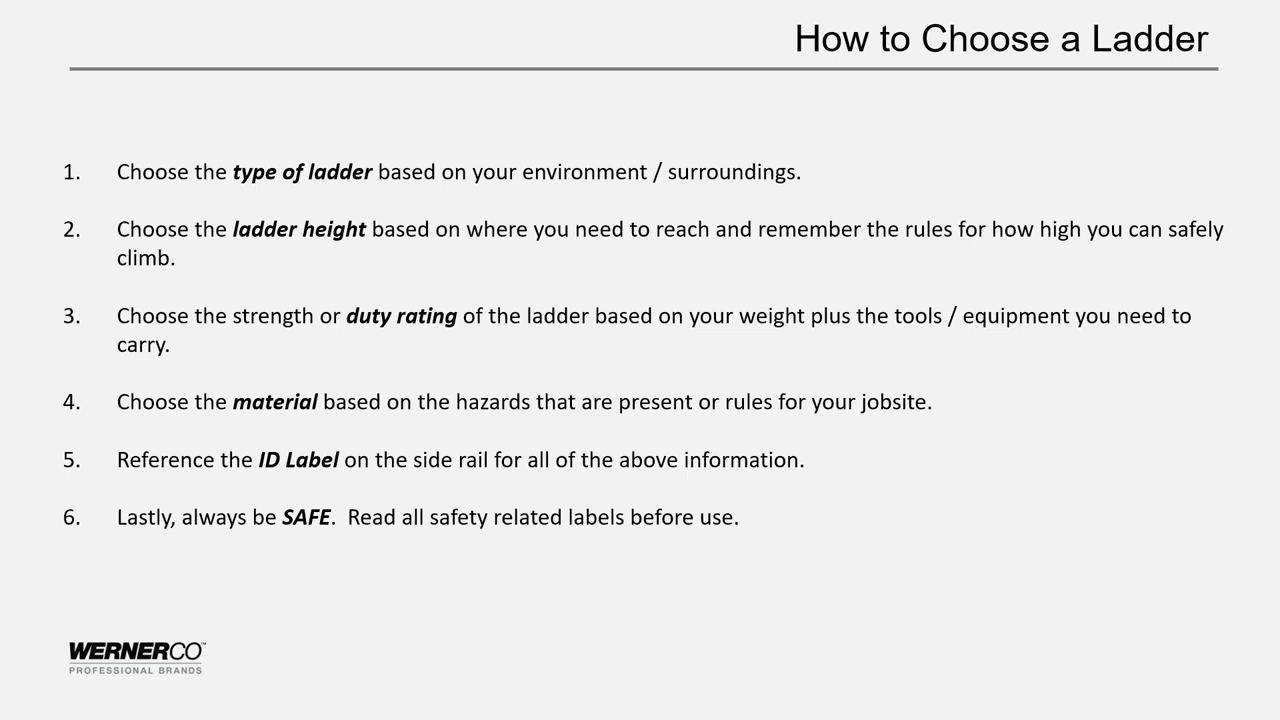 How to Choose a Ladder
1. Choose the type of ladder based on your environment / surroundings.
2. Choose the ladder height based on where you need to reach and remember the rules for how high you can safely
climb.
3. Choose the strength or duty rating of the ladder based on your weight plus the tools / equipment you need to
carry.
4. Choose the material based on the hazards that are present or rules for your jobsite.
5. Reference the ID Label on the side rail for all of the above information.
6. Lastly, always be SAFE.  Read all safety related labels before use.
WERNERCO™
PROFESSIONAL BRANDS